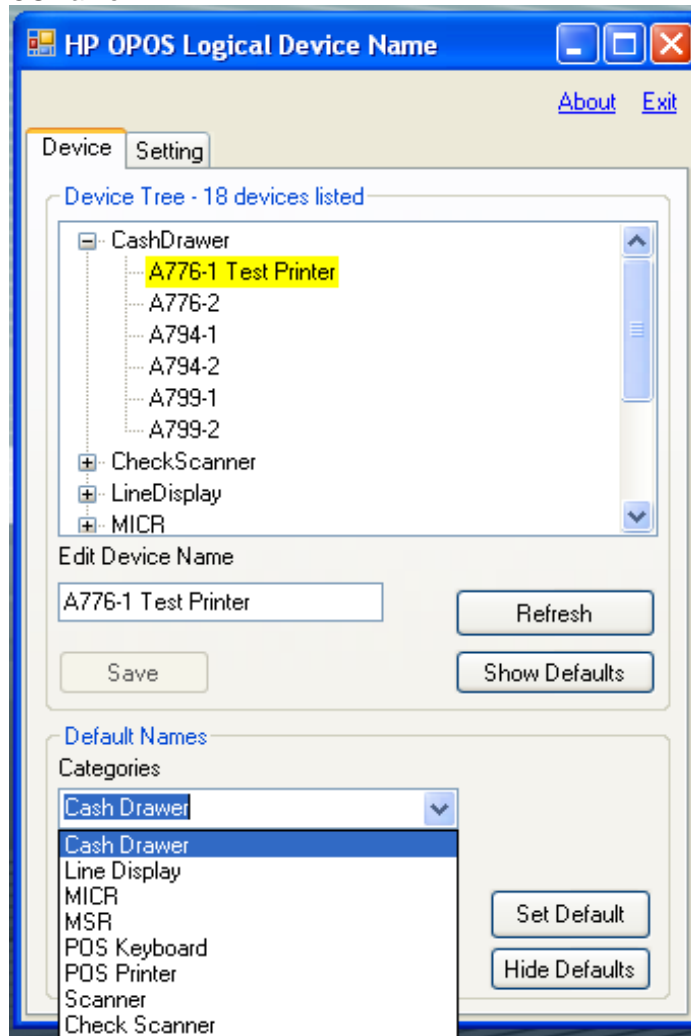 HP OPOS Logical Device Name
About Exit
Device Setting
Device Tree - 18 devices listed
CashDrawer
A776-1 Test Printer
A776-2
A794-1
A794-2
A799-1
A799-2
CheckScanner
LineDisplay
MICR
Edit Device Name
A776-1 Test Printer
Refresh
Save
Show Defaults
Default Names
Categories
Cash Drawer
Cash Drawer
Line Display
MICR
MSR
POS Keyboard
POS Printer
Scanner
Check Scanner
Set Default
Hide Defaults